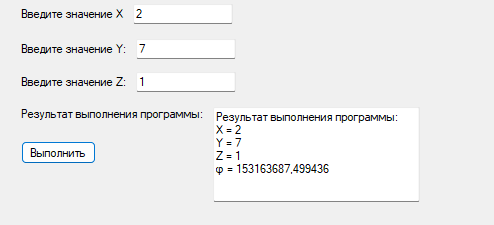 Введите значение X 2
Введите значение Y: 7
Введите значение Z: 1
Результат выполнения программы:
Результат выполнения программы:
X = 2
Y = 7
Z = 1
φ = 153163687,499436
Выполнить